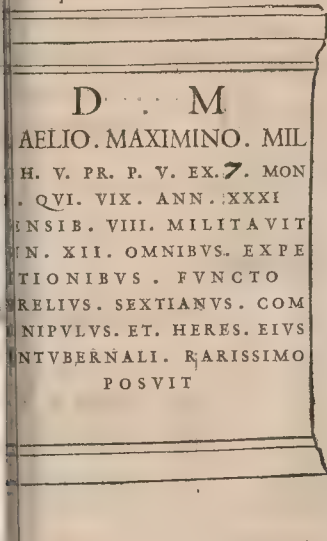 D . M
AELIO. MAXIMINO. MIL
H. V. PR. P. V. EX. 7. MON
. QVI. VIX. ANN. XXXI
ENSIB. VIII. MILITAVIT
N. XII. OMNIBVS. EXPE
TIONIBVS. FVNCTO
RELIVS. SEXTIANVS. COM
NIPVLVS. ET. HERES. EIVS
NTVBERNALI. RARISSIMO
POSVIT